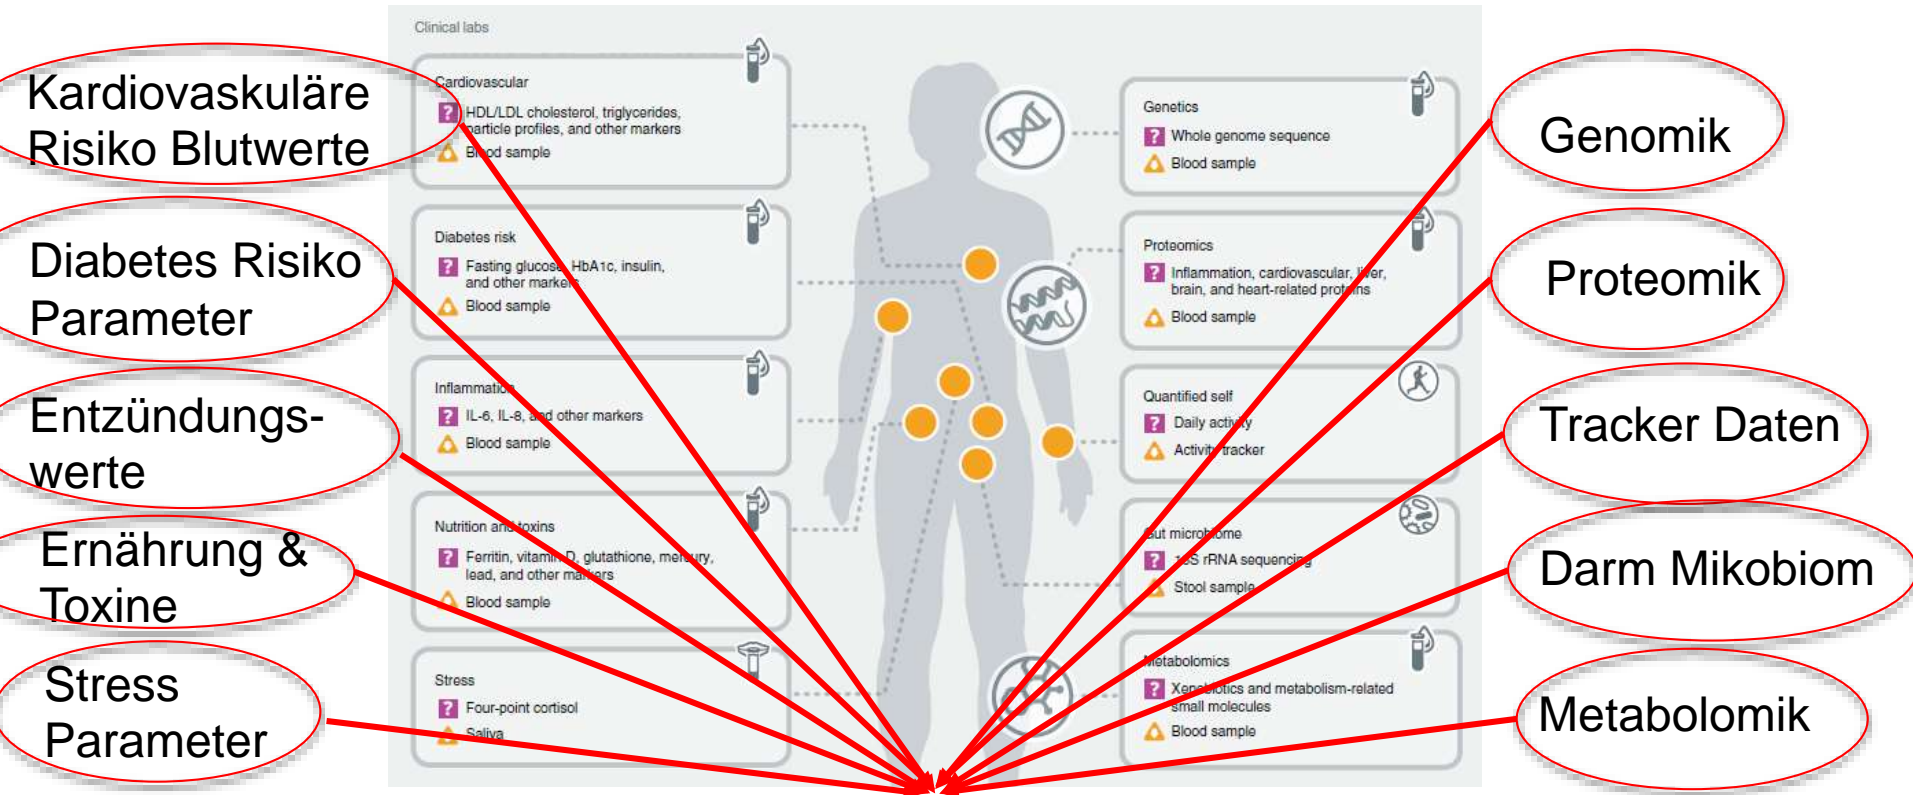 Kardiovaskuläre
Risiko Blutwerte
Diabetes Risiko
Parameter
Entzündungs-
werte
Ernährung &
Toxine
Stress
Parameter
Clinical labs
Cardiovascular
? HDL/LDL cholesterol, triglycerides,
particle profiles, and other markers
Blood sample
Diabetes risk
? Fasting glucose, HbA1c, insulin,
and other markers
Blood sample
Inflammation
? IL-6, IL-8, and other markers
Blood sample
Nutrition and toxins
? Ferritin, vitamin D, glutathione, mercury,
lead, and other markers
Blood sample
Stress
? Four-point cortisol
Saliva
Genetics
? Whole genome sequence
Blood sample
Proteomics
? Inflammation, cardiovascular, liver,
brain, and heart-related proteins
Blood sample
Quantified self
? Daily activity
Activity tracker
Gut microbiome
? 16S rRNA sequencing
Stool sample
Metabolomics
? Xenobiotics and metabolism-related
small molecules
Blood sample
Genomik
Proteomik
Tracker Daten
Darm Mikobiom
Metabolomik